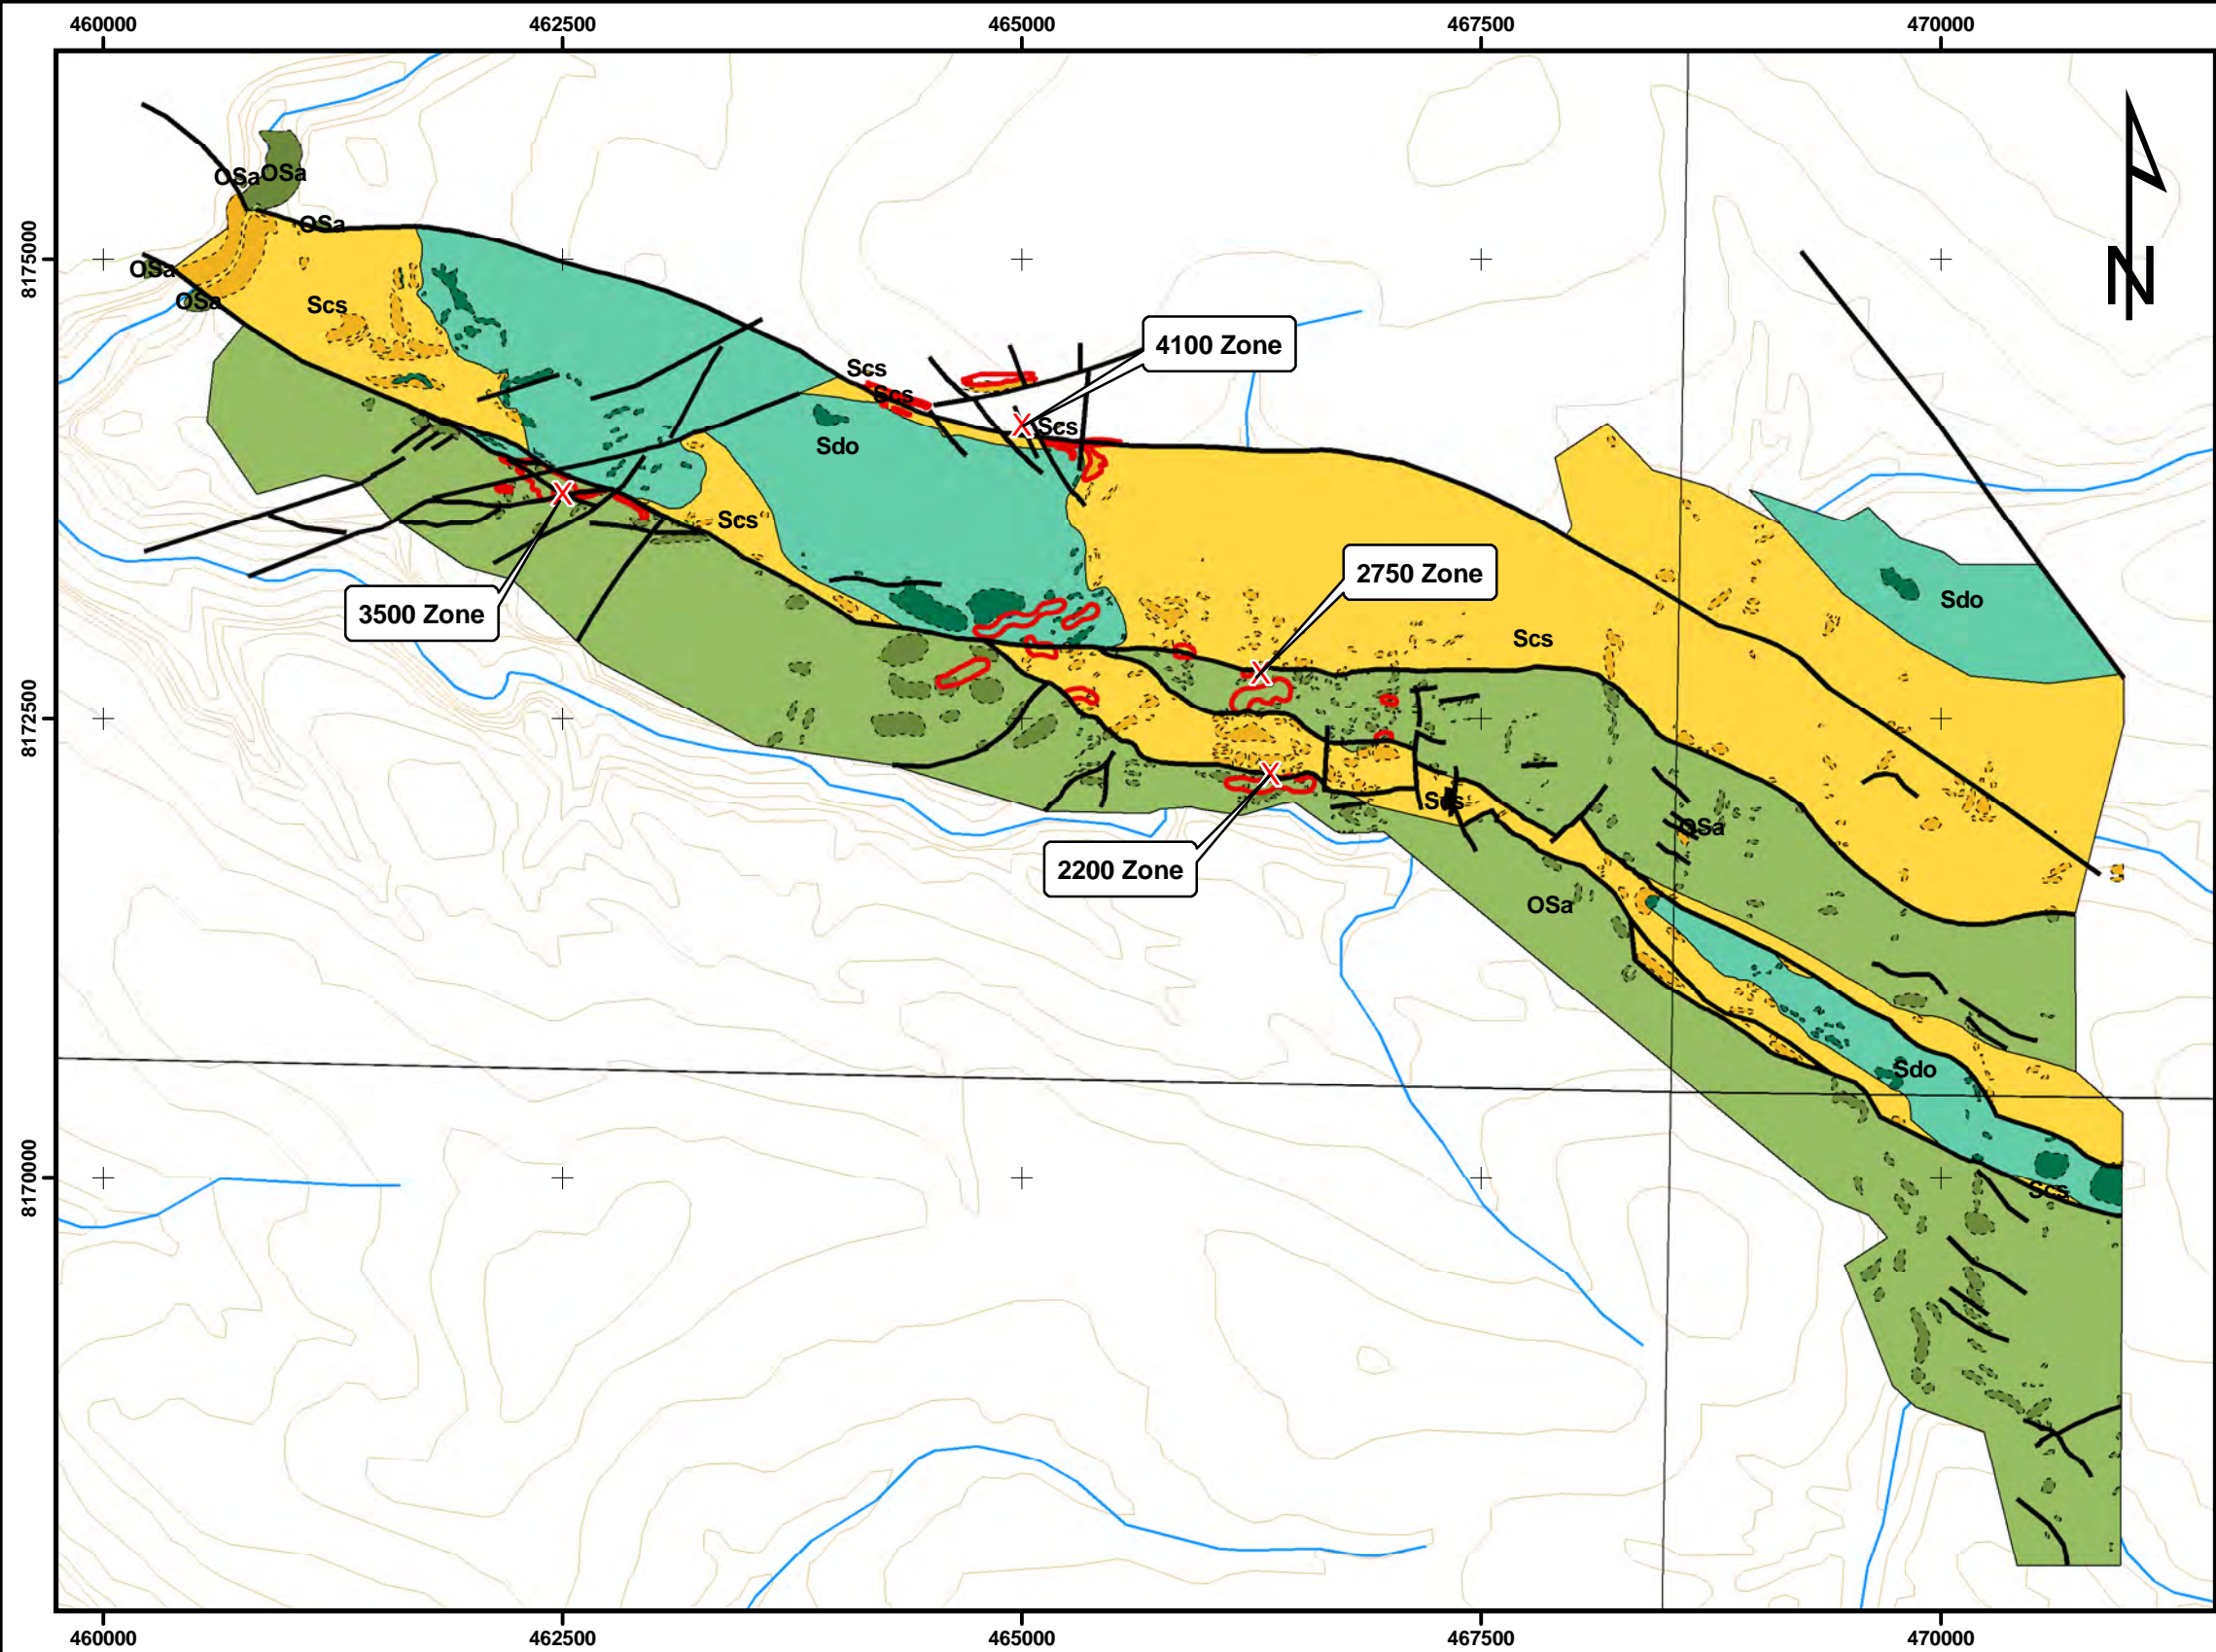 460000 462500 465000 467500 470000
OSa OSa
OSa
8175000
OSa
OSa
Scs
4100 Zone
Scs
Scs
Scs
Sdo
Scs
2750 Zone
Sdo
3500 Zone
Scs
8172500
Scs
OSa
2200 Zone
OSa
Sdo
8170000
Scs
N
460000 462500 465000 467500 470000